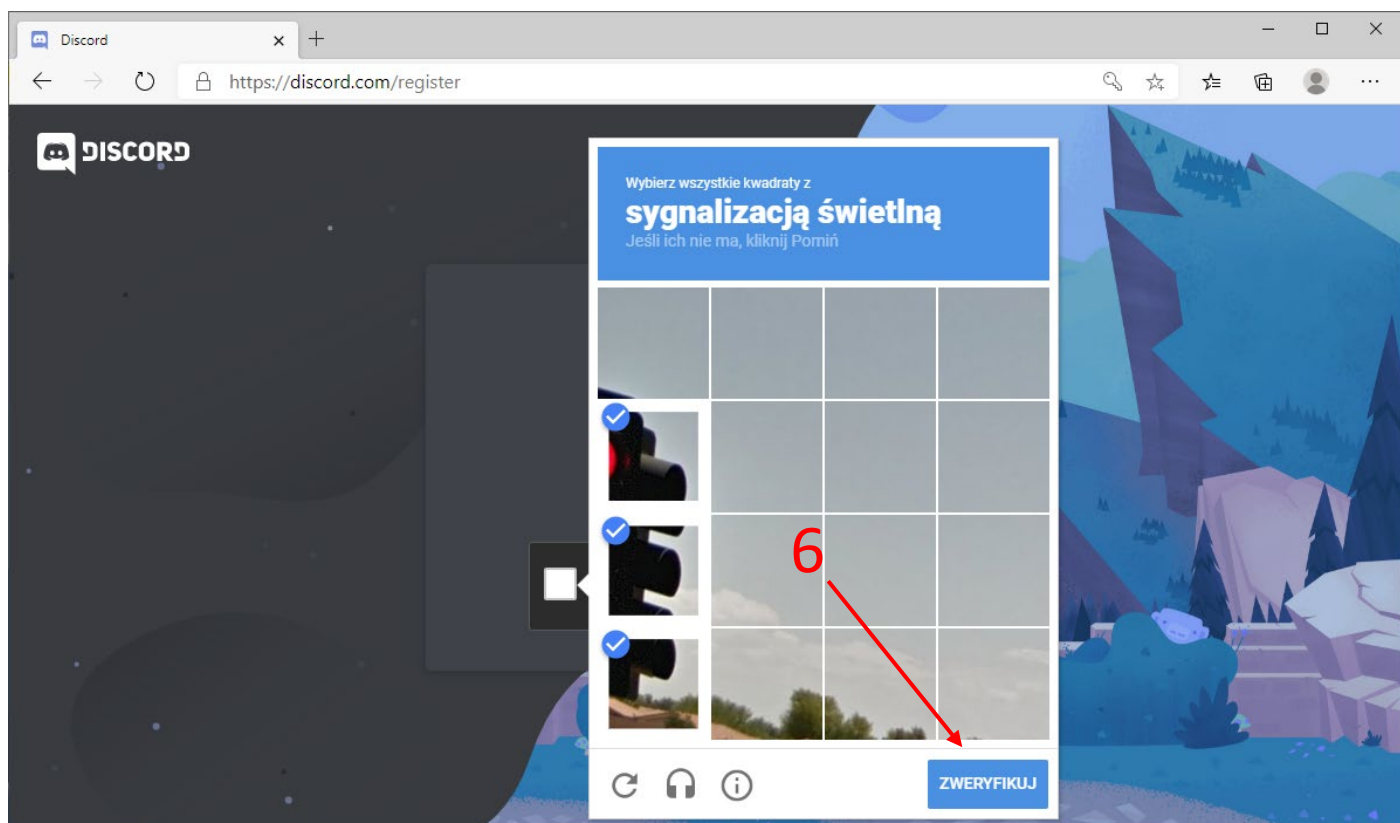 Discord
https://discord.com/register
DISCORD
Wybierz wszystkie kwadraty z
sygnalizacją świetlną
Jeśli ich nie ma, kliknij Pomiń
6
ZWERYFIKUJ